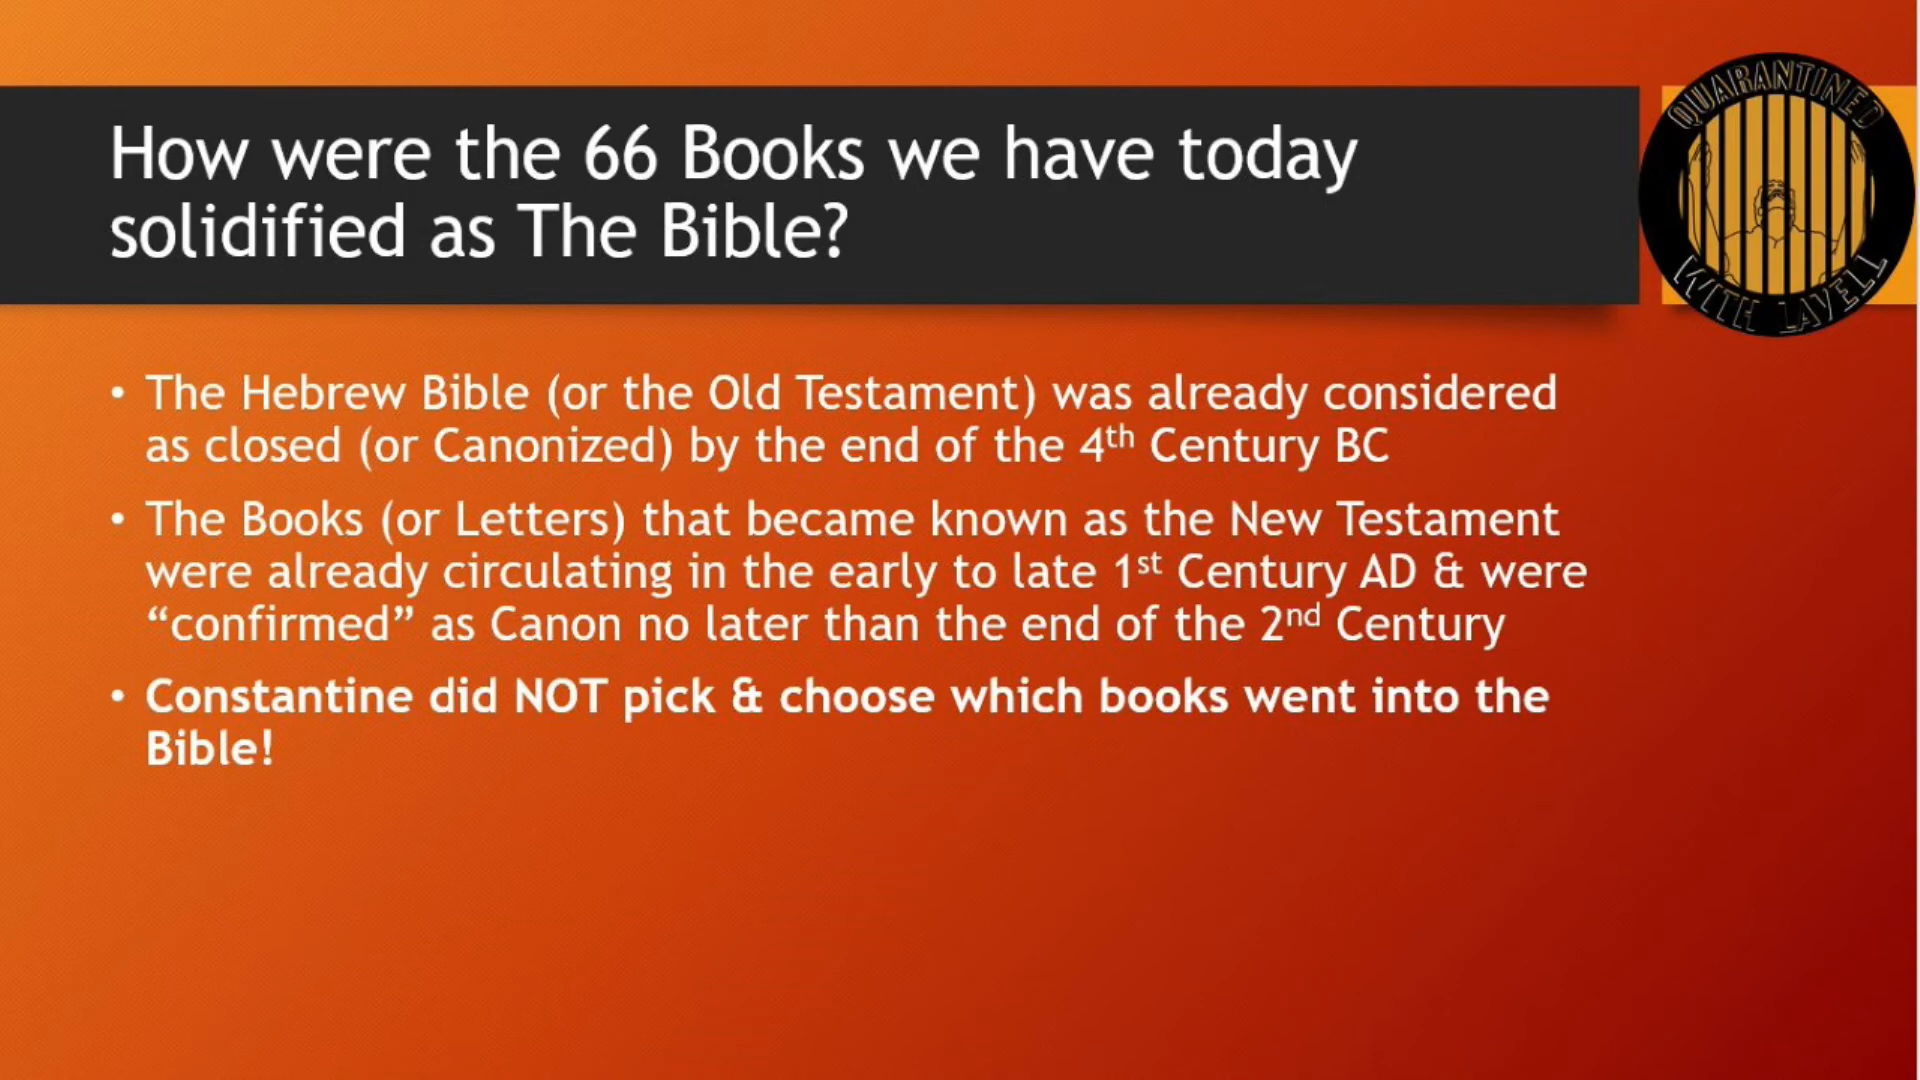 How were the 66 Books we have today
solidified as The Bible?
QUARANTINED
WITH LAVELL
• The Hebrew Bible (or the Old Testament) was already considered
as closed (or Canonized) by the end of the 4th Century BC
• The Books (or Letters) that became known as the New Testament
were already circulating in the early to late 1st Century AD & were
“confirmed” as Canon no later than the end of the 2nd Century
• Constantine did NOT pick & choose which books went into the
Bible!